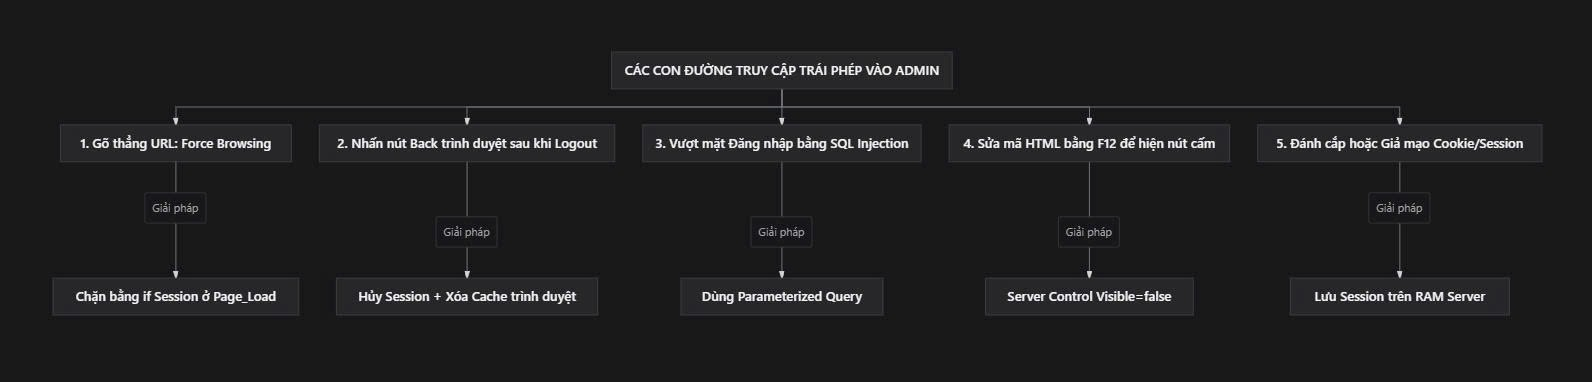 CÁC CON ĐƯỜNG TRUY CẬP TRÁI PHÉP VÀO ADMIN
1. Gõ thẳng URL: Force Browsing
2. Nhấn nút Back trình duyệt sau khi Logout
3. Vượt mặt Đăng nhập bằng SQL Injection
4. Sửa mã HTML bằng F12 để hiện nút cấm
5. Đánh cắp hoặc Giả mạo Cookie/Session
Giải pháp
Giải pháp
Giải pháp
Giải pháp
Giải pháp
Chặn bằng if Session ở Page_Load
Hủy Session + Xóa Cache trình duyệt
Dùng Parameterized Query
Server Control Visible=false
Lưu Session trên RAM Server